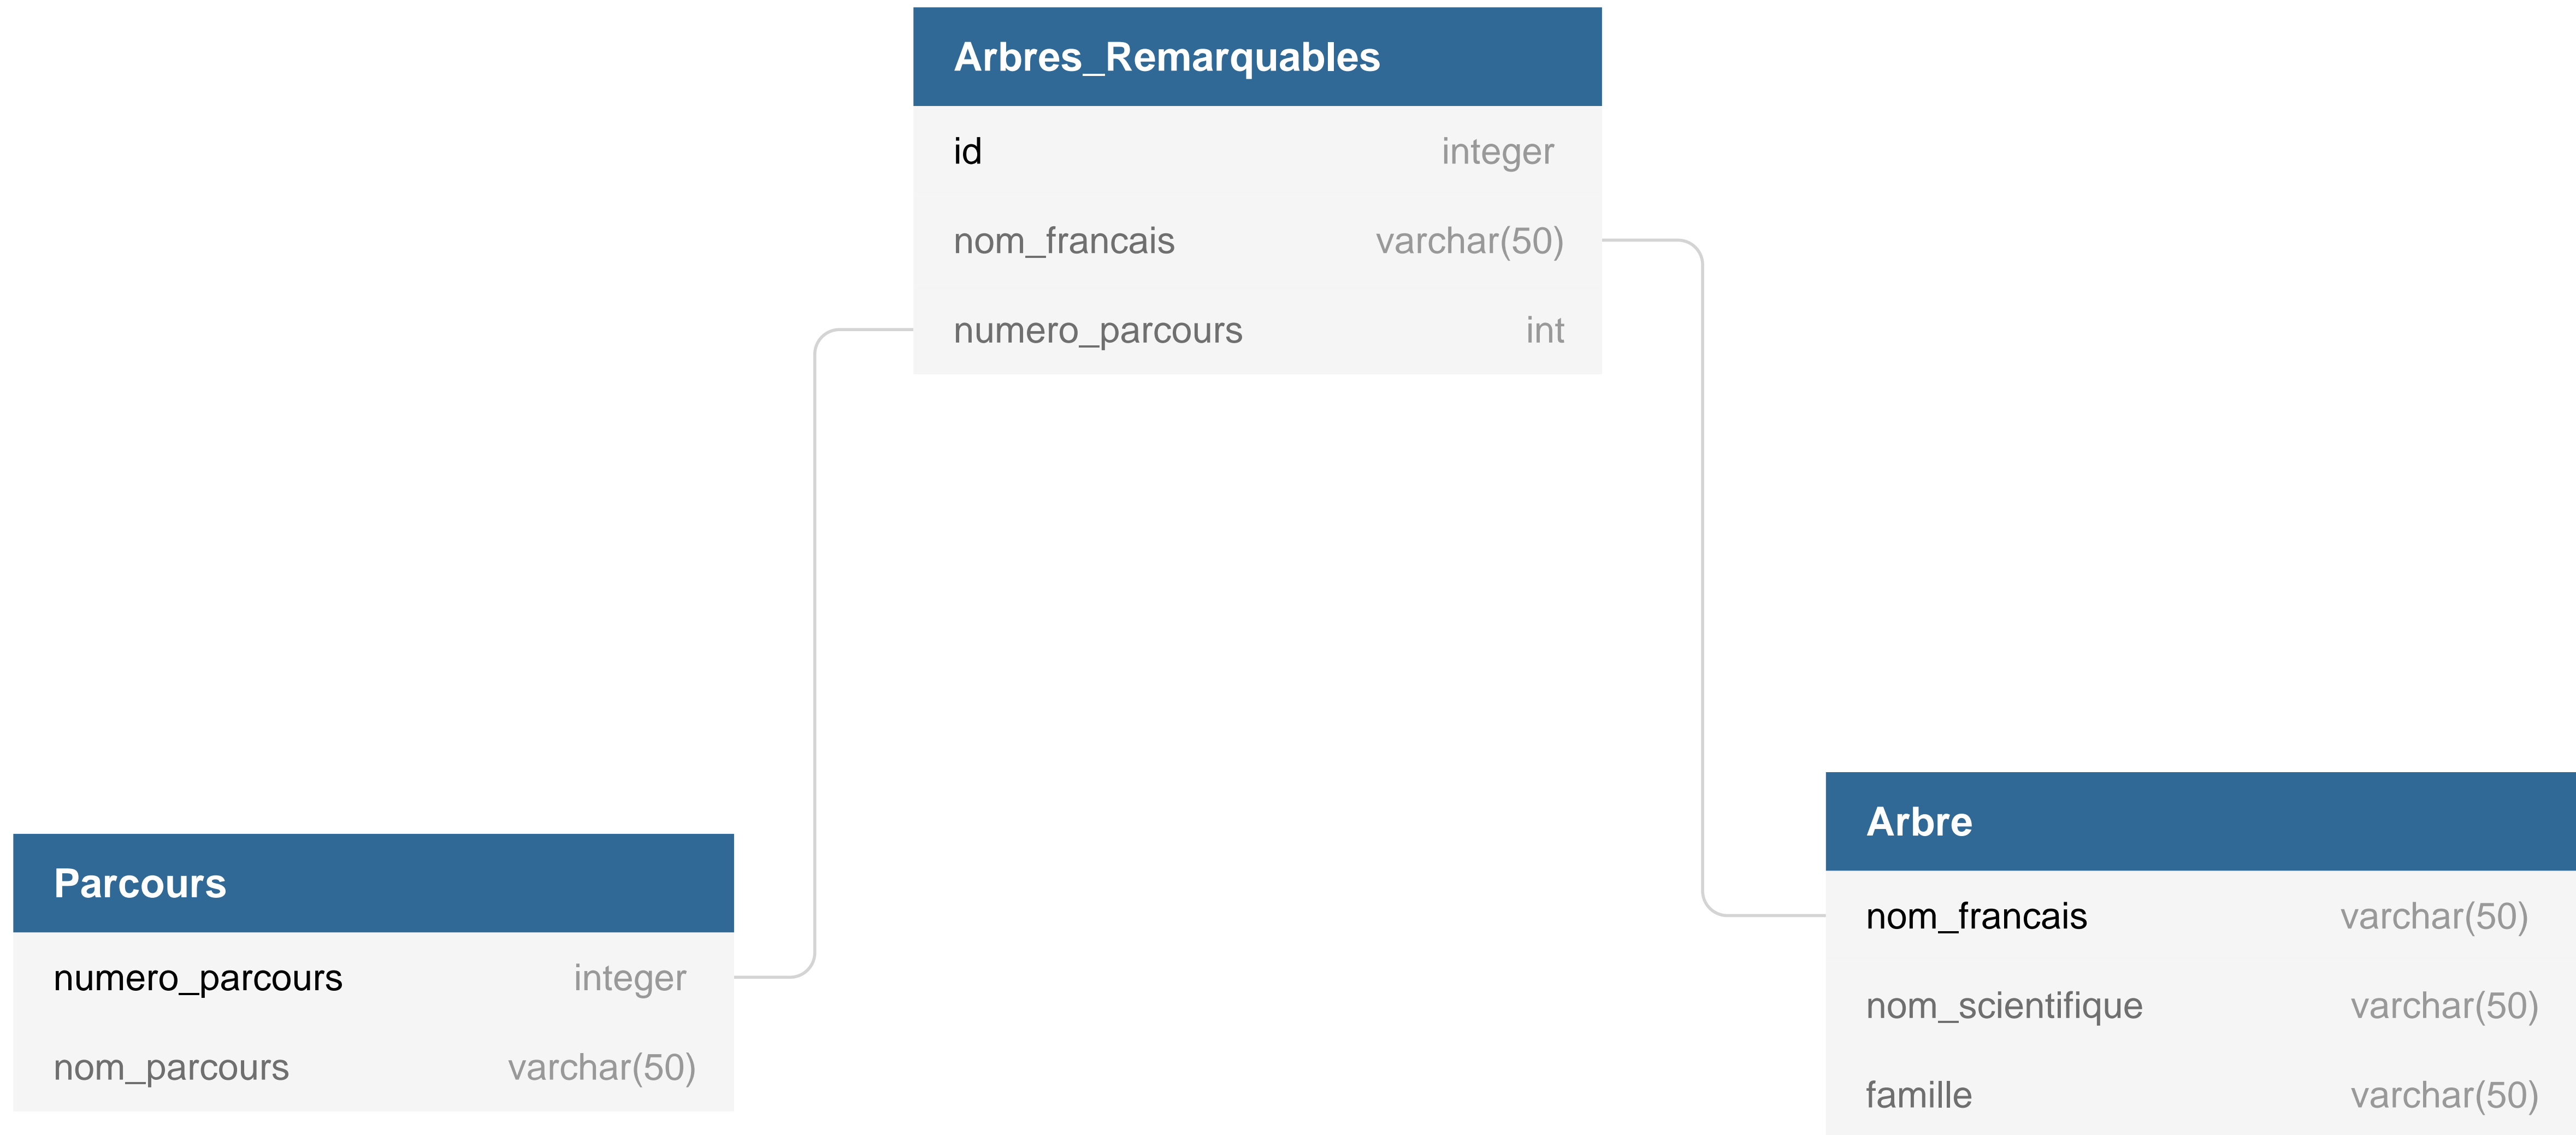 Arbres_Remarquables
id integer
nom_francais varchar(50)
numero_parcours int
Parcours
numero_parcours integer
nom_parcours varchar(50)
Arbre
nom_francais varchar(50)
nom_scientifique varchar(50)
famille varchar(50)